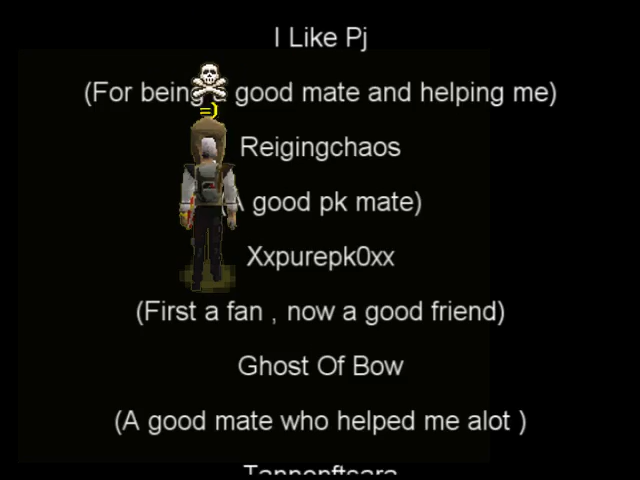 I Like Pj
(For being a good mate and helping me)
=)
Reigingchaos
A good pk mate)
Xxpurepk0xx
(First a fan , now a good friend)
Ghost Of Bow
(A good mate who helped me alot )